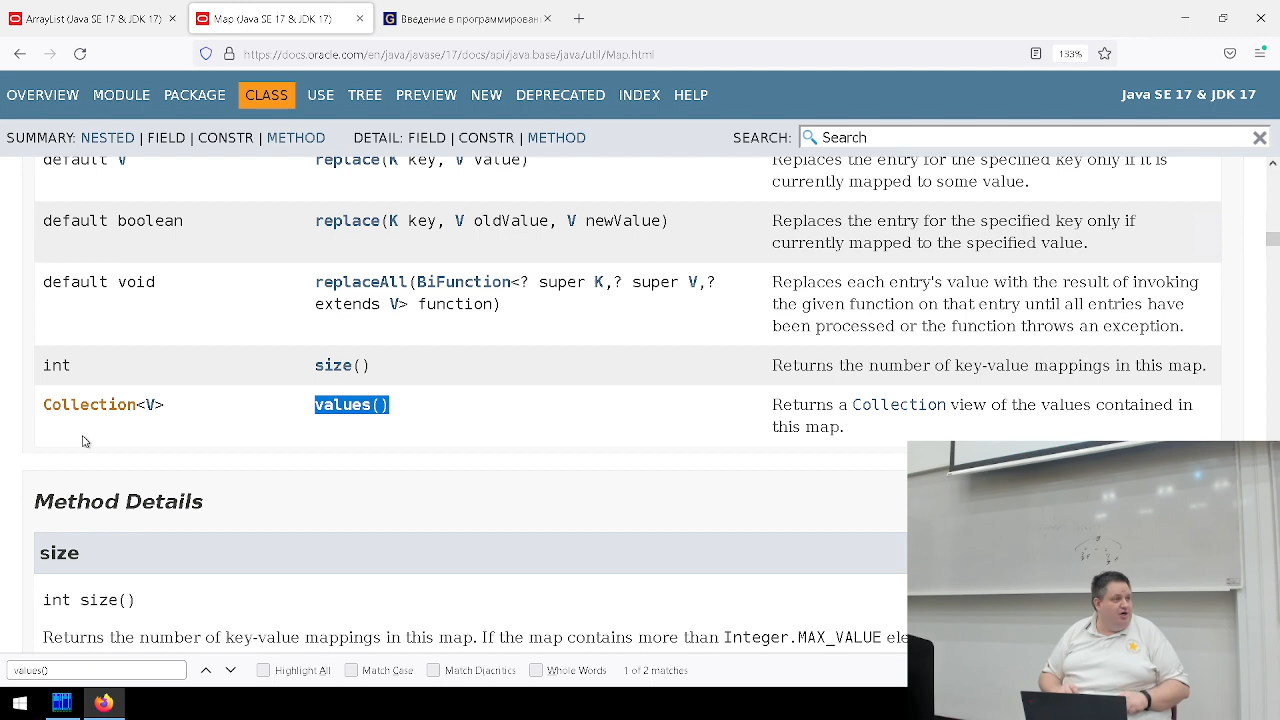 ArrayList (Java SE 17 & JDK 17)
Map (Java SE 17 & JDK 17)
Введение в программирован
https://docs.oracle.com/en/java/javase/17/docs/api/java.base/java/util/Map.html
133%
OVERVIEW MODULE PACKAGE CLASS USE TREE PREVIEW NEW DEPRECATED INDEX HELP
Java SE 17 & JDK 17
SUMMARY: NESTED | FIELD | CONSTR | METHOD DETAIL: FIELD | CONSTR | METHOD
SEARCH: Search
default V replace(K key, V value) Replaces the entry for the specified key only if it is
currently mapped to some value.
default boolean replace(K key, V oldValue, V newValue) Replaces the entry for the specified key only if
currently mapped to the specified value.
default void replaceAll(BiFunction<? super K,? super V,? Replaces each entry's value with the result of invoking
extends V> function) the given function on that entry until all entries have
been processed or the function throws an exception.
int size() Returns the number of key-value mappings in this map.
Collection<V> values() Returns a Collection view of the values contained in
this map.
Method Details
size
int size()
Returns the number of key-value mappings in this map. If the map contains more than Integer.MAX_VALUE ele
values() Highlight All Match Case Match Diacritics Whole Words 1 of 2 matches